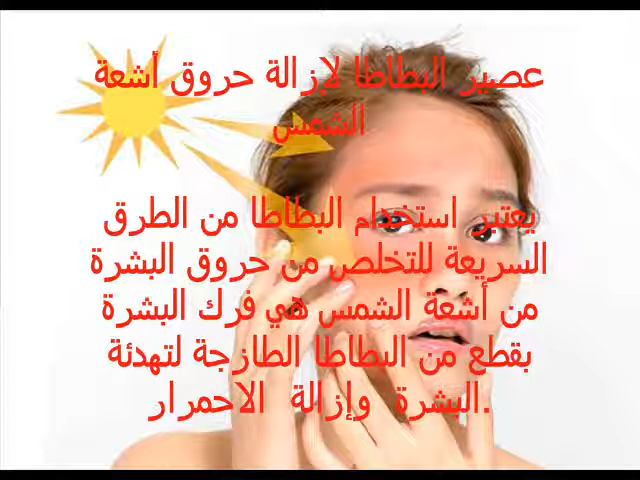 عصير البطاطا لازالة حروق أشعة
الشمس
يعتبر استخدام البطاطا من الطرق
السريعة للتخلص من حروق البشرة
من أشعة الشمس هي فرك البشرة
بقطع من البطاطا الطازجة لتهدئة
البشرة وإزالة الاحمرار.